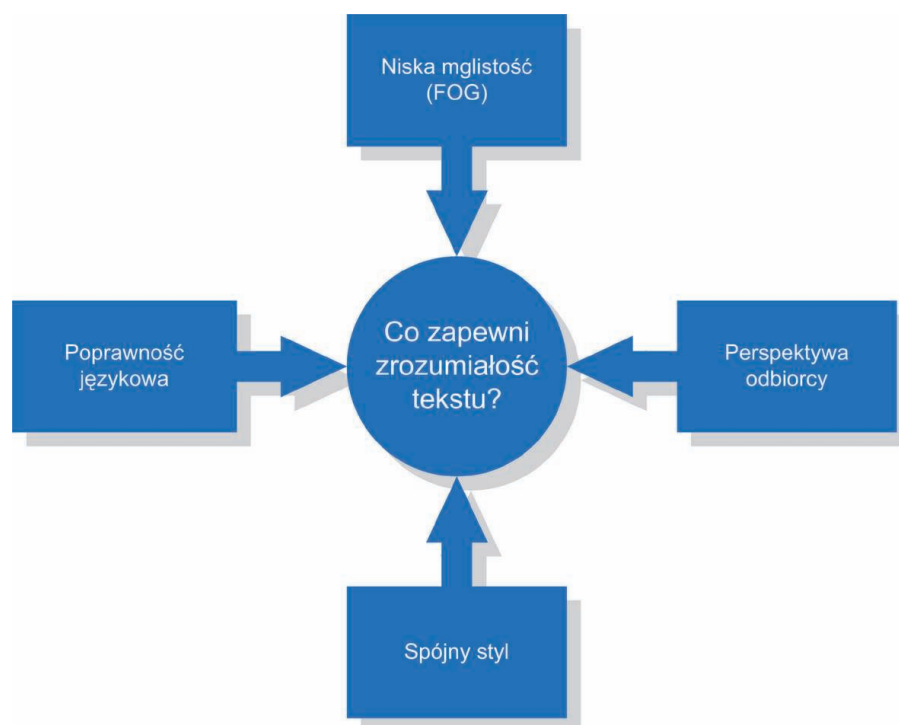 Niska mglistość
(FOG)
Poprawność
językowa
Co zapewni
zrozumiałość
tekstu?
Perspektywa
odbiorcy
Spójny styl